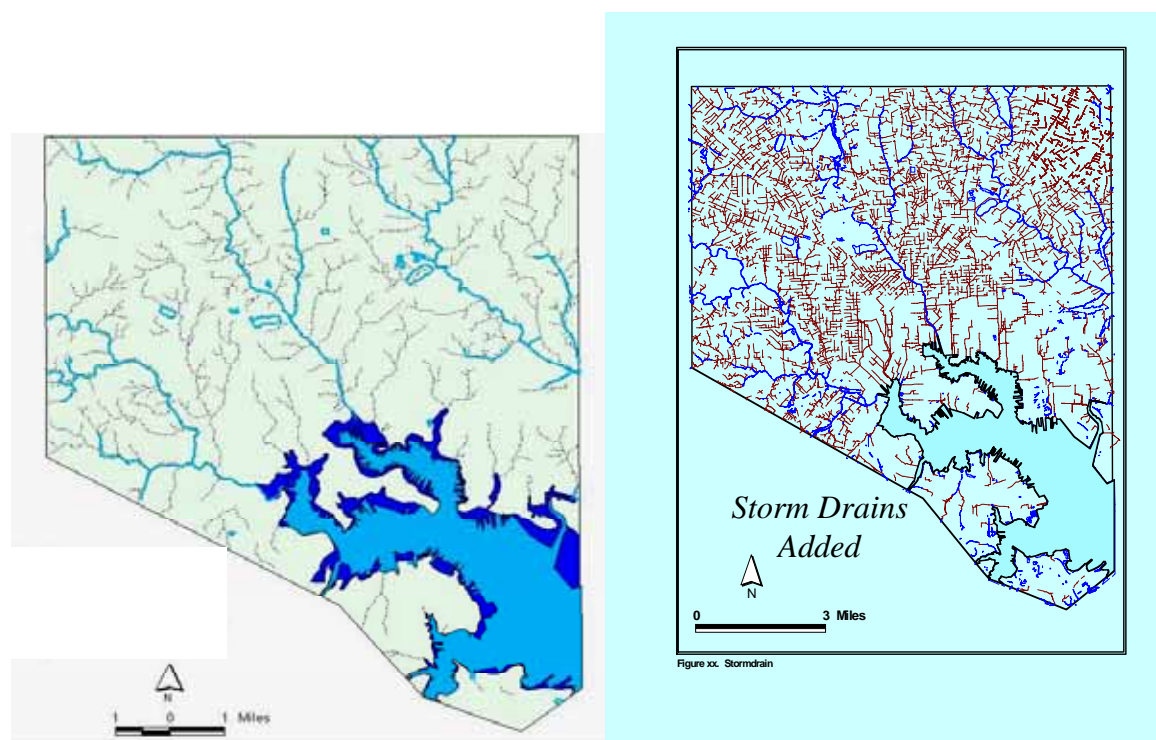 N
1 0 1 Miles
Storm Drains
Added
N
0 3 Miles
Figure xx. Stormdrain